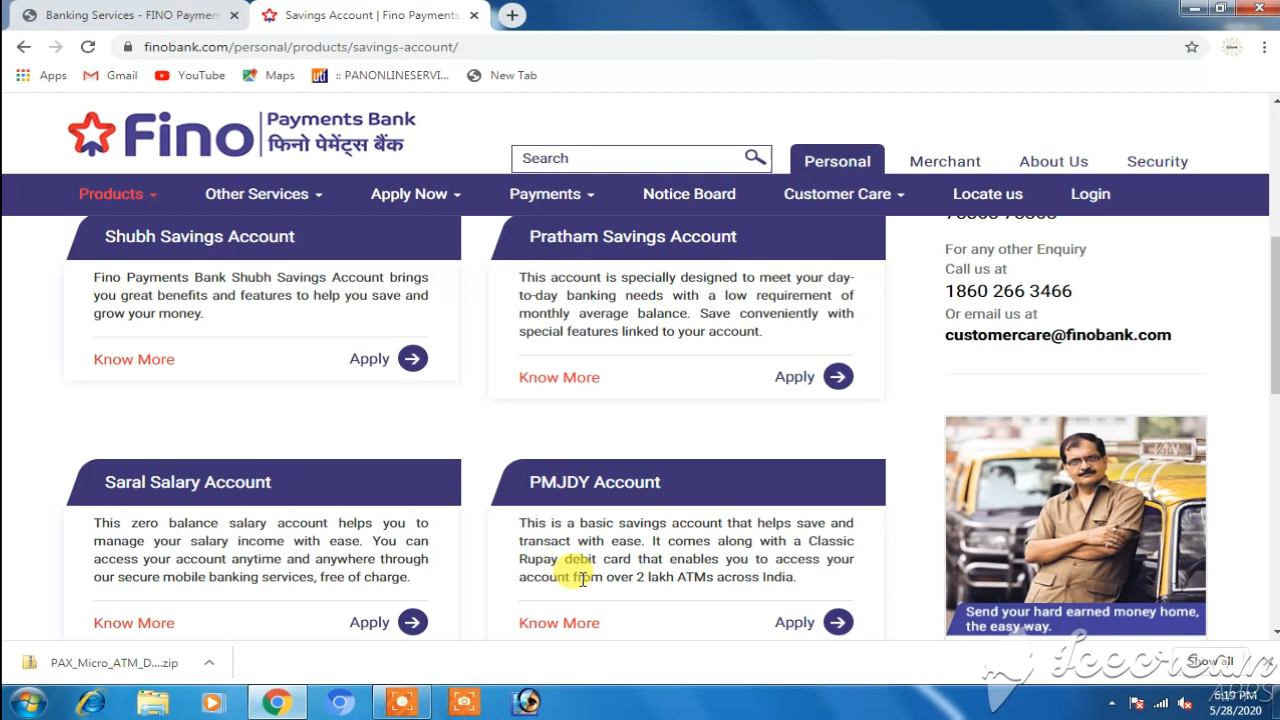 Banking Services - FINO Paymen
Savings Account | Fino Payments
finobank.com/personal/products/savings-account/
Apps
Gmail
YouTube
Maps
uti
:: PANONLINESERVI...
New Tab
Fino
Payments Bank
फिनो पेमेंट्स बैंक
Search
Personal
Merchant
About Us
Security
Products
Other Services
Apply Now
Payments
Notice Board
Customer Care
Locate us
Login
Shubh Savings Account
Fino Payments Bank Shubh Savings Account brings
you great benefits and features to help you save and
grow your money.
Know More
Apply
Pratham Savings Account
This account is specially designed to meet your day-
to-day banking needs with a low requirement of
monthly average balance. Save conveniently with
special features linked to your account.
Know More
Apply
For any other Enquiry
Call us at
1860 266 3466
Or email us at
customercare@finobank.com
Saral Salary Account
This zero balance salary account helps you to
manage your salary income with ease. You can
access your account anytime and anywhere through
our secure mobile banking services, free of charge.
Know More
Apply
PMJDY Account
This is a basic savings account that helps save and
transact with ease. It comes along with a Classic
Rupay debit card that enables you to access your
account from over 2 lakh ATMs across India.
Know More
Apply
Send your hard earned money home,
the easy way.
PAX_Micro_ATM_D....zip
Show all
Icecream
APPS
6:19 PM
5/28/2020